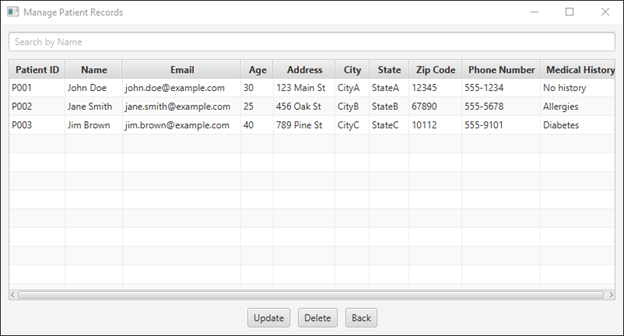 Manage Patient Records
Search by Name
Patient ID Name Email Age Address City State Zip Code Phone Number Medical History
P001 John Doe john.doe@example.com 30 123 Main St CityA StateA 12345 555-1234 No history
P002 Jane Smith jane.smith@example.com 25 456 Oak St CityB StateB 67890 555-5678 Allergies
P003 Jim Brown jim.brown@example.com 40 789 Pine St CityC StateC 10112 555-9101 Diabetes
Update Delete Back